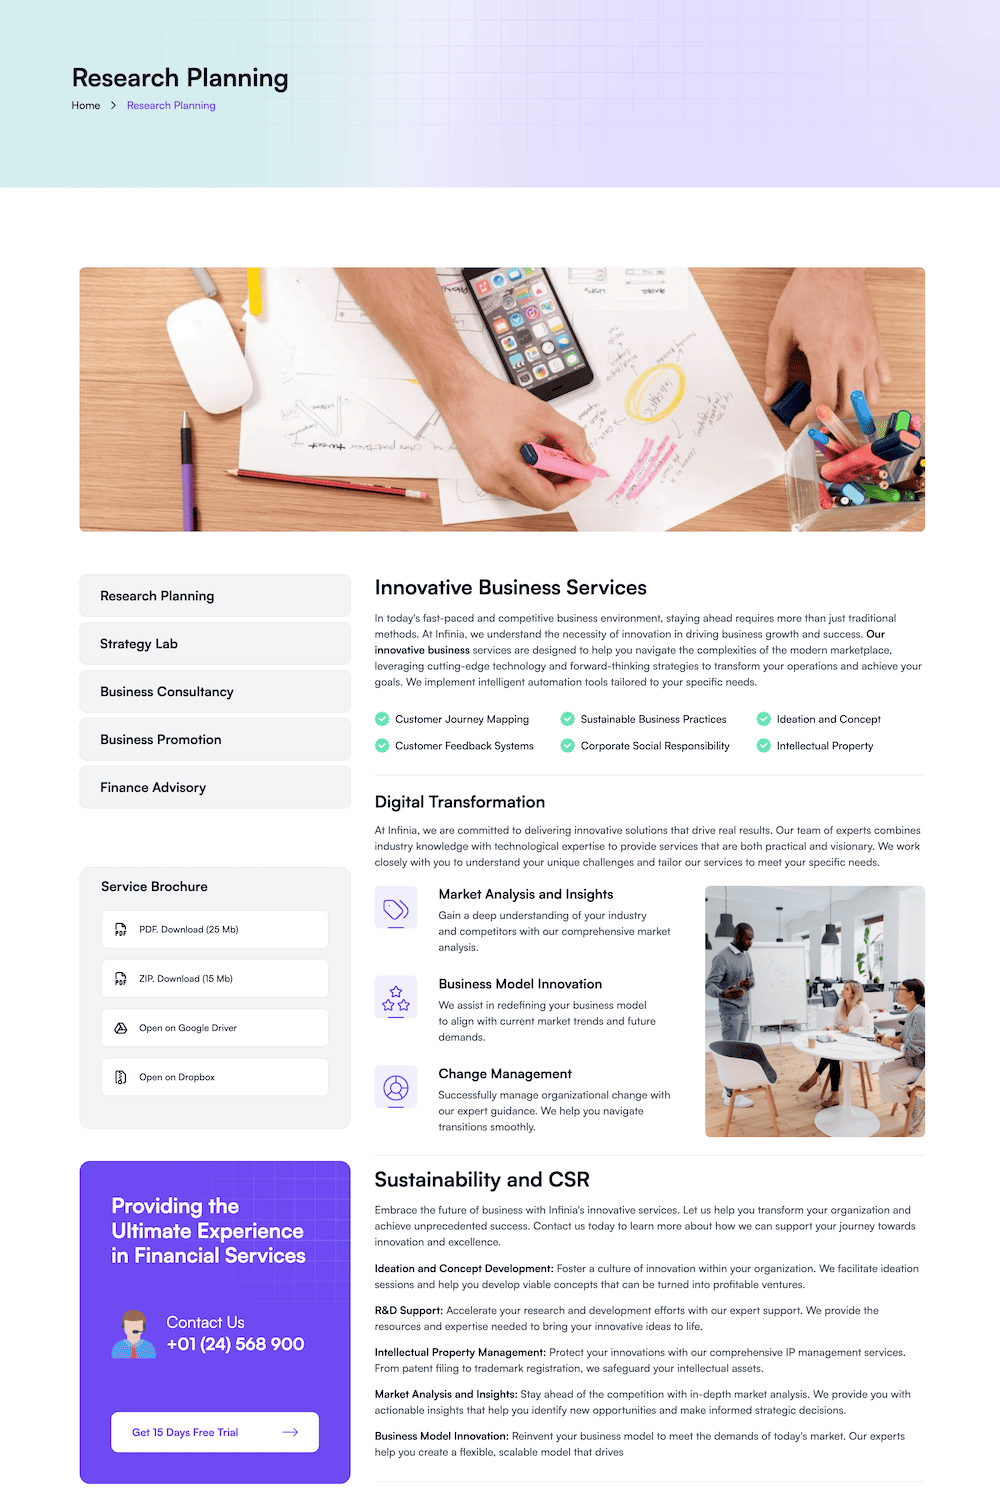 Research Planning
Home > Research Planning
Research Planning
Strategy Lab
Business Consultancy
Business Promotion
Finance Advisory
Service Brochure
PDF. Download (25 Mb)
ZIP. Download (15 Mb)
Open on Google Driver
Open on Dropbox
Providing the
Ultimate Experience
in Financial Services
Contact Us
+01 (24) 568 900
Get 15 Days Free Trial
Innovative Business Services
In today's fast-paced and competitive business environment, staying ahead requires more than just traditional
methods. At Infinia, we understand the necessity of innovation in driving business growth and success. Our
innovative business services are designed to help you navigate the complexities of the modern marketplace,
leveraging cutting-edge technology and forward-thinking strategies to transform your operations and achieve your
goals. We implement intelligent automation tools tailored to your specific needs.
Customer Journey Mapping
Sustainable Business Practices
Ideation and Concept
Customer Feedback Systems
Corporate Social Responsibility
Intellectual Property
Digital Transformation
At Infinia, we are committed to delivering innovative solutions that drive real results. Our team of experts combines
industry knowledge with technological expertise to provide services that are both practical and visionary. We work
closely with you to understand your unique challenges and tailor our services to meet your specific needs.
Market Analysis and Insights
Gain a deep understanding of your industry
and competitors with our comprehensive market
analysis.
Business Model Innovation
We assist in redefining your business model
to align with current market trends and future
demands.
Change Management
Successfully manage organizational change with
our expert guidance. We help you navigate
transitions smoothly.
Sustainability and CSR
Embrace the future of business with Infinia's innovative services. Let us help you transform your organization and
achieve unprecedented success. Contact us today to learn more about how we can support your journey towards
innovation and excellence.
Ideation and Concept Development: Foster a culture of innovation within your organization. We facilitate ideation
sessions and help you develop viable concepts that can be turned into profitable ventures.
R&D Support: Accelerate your research and development efforts with our expert support. We provide the
resources and expertise needed to bring your innovative ideas to life.
Intellectual Property Management: Protect your innovations with our comprehensive IP management services.
From patent filing to trademark registration, we safeguard your intellectual assets.
Market Analysis and Insights: Stay ahead of the competition with in-depth market analysis. We provide you with
actionable insights that help you identify new opportunities and make informed strategic decisions.
Business Model Innovation: Reinvent your business model to meet the demands of today's market. Our experts
help you create a flexible, scalable model that drives